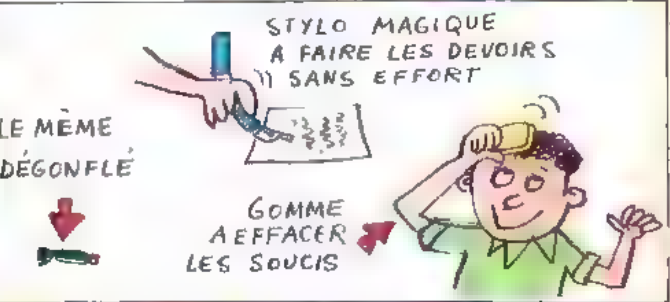 STYLO MAGIQUE
A FAIRE LES DEVOIRS
SANS EFFORT
LE MÊME
DÉGONFLÉ
GOMME
A EFFACER
LES SOUCIS